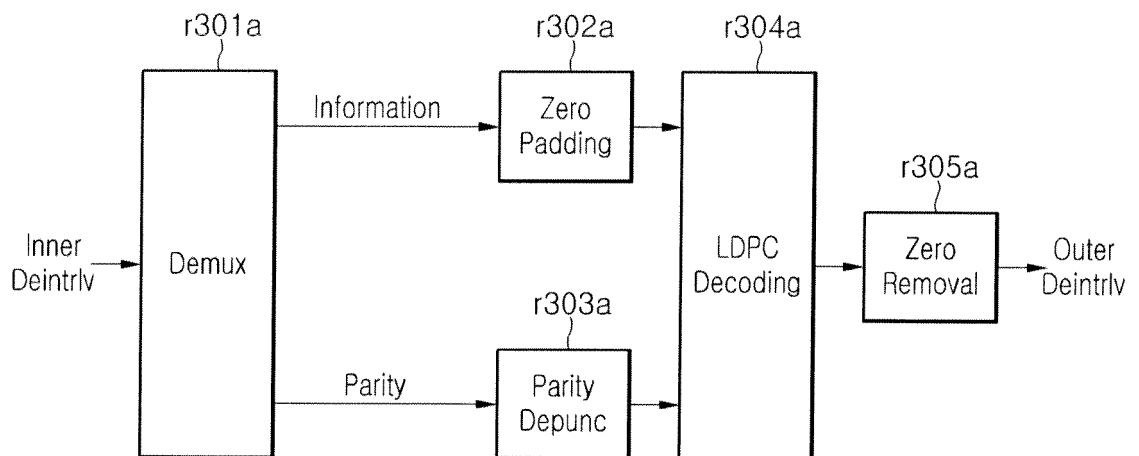 r301a
r302a
r304a
Information
Zero
Padding
r305a
Inner
Deintrlv
Demux
LDPC
Decoding
Zero
Removal
Outer
Deintrlv
r303a
Parity
Parity
Depunc